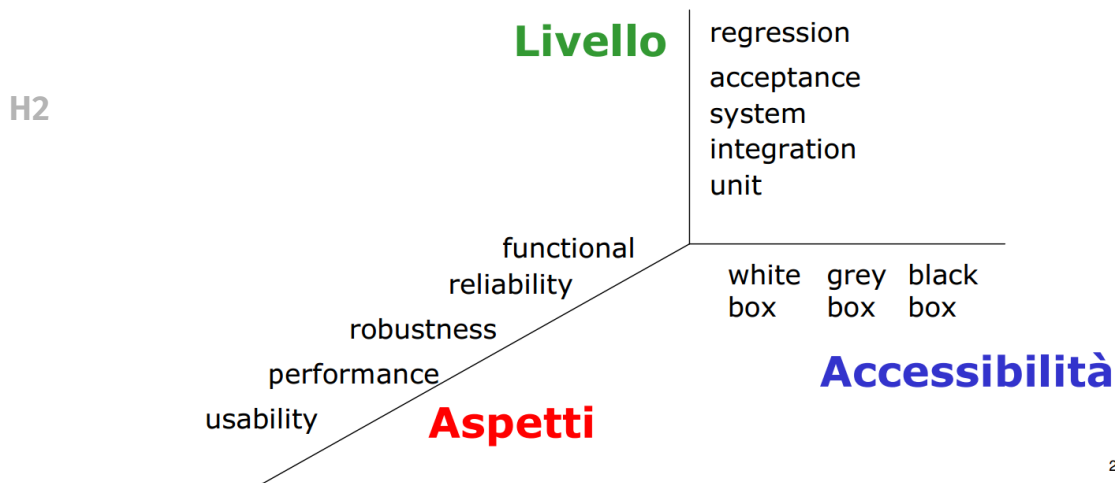 Livello
regression
acceptance
H2
system
integration
unit
functional
reliability
robustness
performance
usability
Aspetti
white grey black
box box box
Accessibilità
2